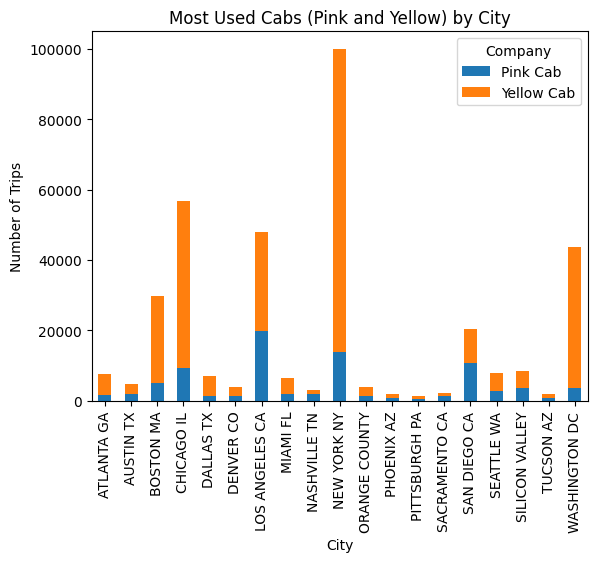 Most Used Cabs (Pink and Yellow) by City
Company
Pink Cab
Yellow Cab
Number of Trips
100000
80000
60000
40000
20000
0
ATLANTA GA
AUSTIN TX
BOSTON MA
CHICAGO IL
DALLAS TX
DENVER CO
LOS ANGELES CA
MIAMI FL
NASHVILLE TN
NEW YORK NY
ORANGE COUNTY
PHOENIX AZ
PITTSBURGH PA
SACRAMENTO CA
SAN DIEGO CA
SEATTLE WA
SILICON VALLEY
TUCSON AZ
WASHINGTON DC
City